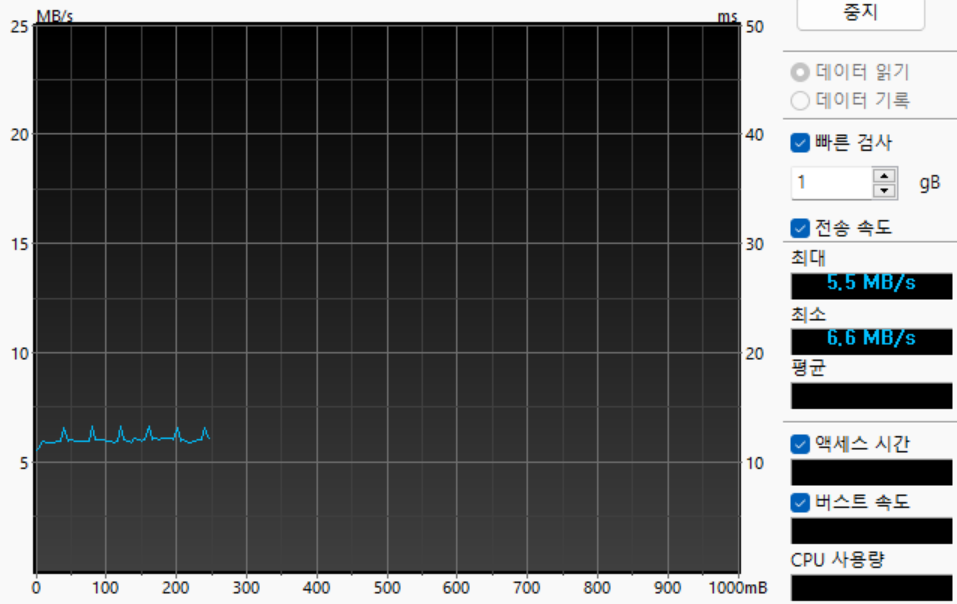 MB/s
ms
25
20
15
10
5
50
40
30
20
10
0 100 200 300 400 500 600 700 800 900 1000mB
중지
데이터 읽기
데이터 기록
빠른 검사
1 gB
전송 속도
최대
5.5 MB/s
최소
6.6 MB/s
평균
액세스 시간
버스트 속도
CPU 사용량